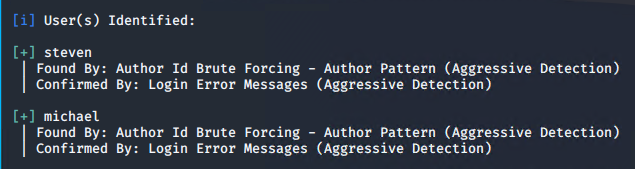 [i] User(s) Identified:
[+] steven
| Found By: Author Id Brute Forcing - Author Pattern (Aggressive Detection)
| Confirmed By: Login Error Messages (Aggressive Detection)
[+] michael
| Found By: Author Id Brute Forcing - Author Pattern (Aggressive Detection)
| Confirmed By: Login Error Messages (Aggressive Detection)